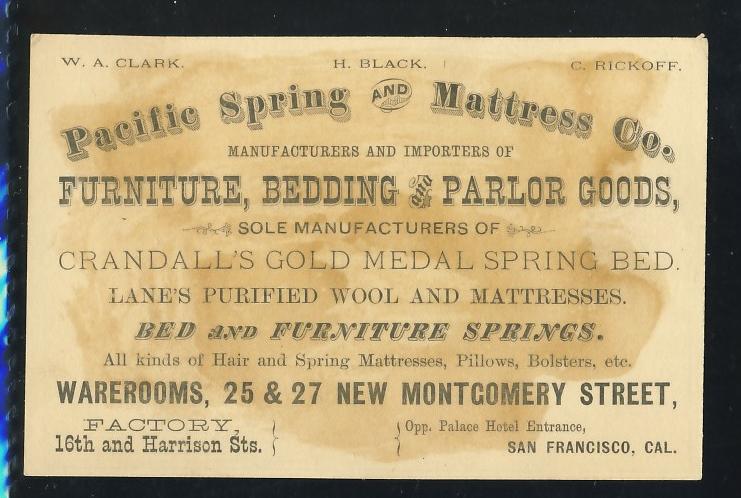 W. A. CLARK. H. BLACK. C. RICKOFF.
Pacific Spring AND Mattress Co.
MANUFACTURERS AND IMPORTERS OF
FURNITURE, BEDDING and PARLOR GOODS,
SOLE MANUFACTURERS OF
CRANDALL'S GOLD MEDAL SPRING BED.
LANE'S PURIFIED WOOL AND MATTRESSES.
BED AND FURNITURE SPRINGS.
All kinds of Hair and Spring Mattresses, Pillows, Bolsters, etc.
WAREROOMS, 25 & 27 NEW MONTGOMERY STREET,
FACTORY,
16th and Harrison Sts.
Opp. Palace Hotel Entrance,
SAN FRANCISCO, CAL.